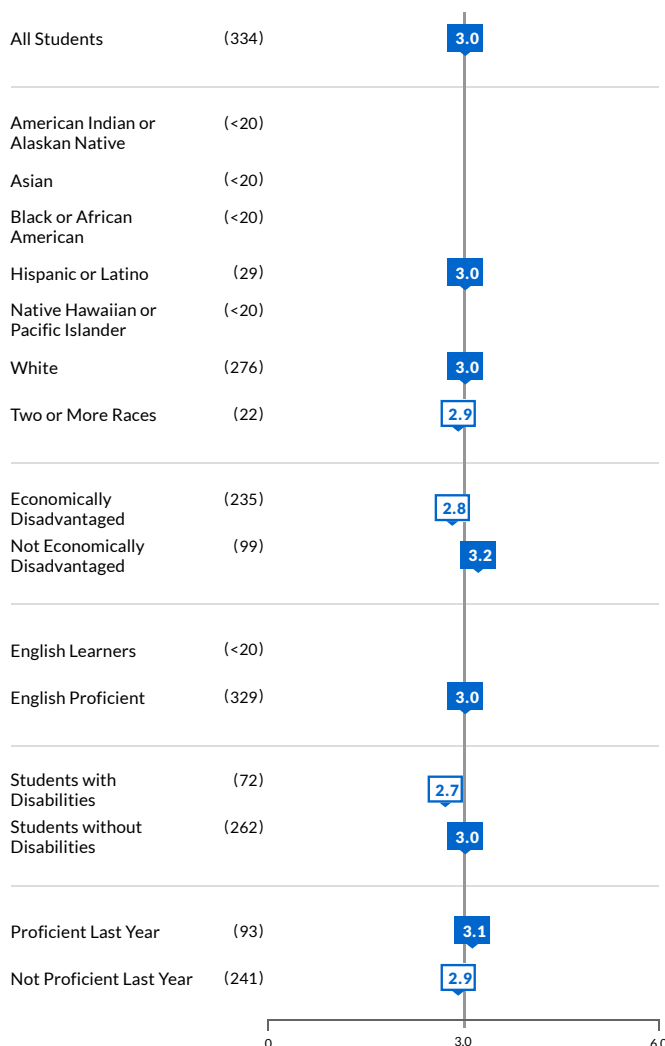 All Students (334) 3.0
American Indian or (<20)
Alaskan Native
Asian (<20)
Black or African (<20)
American
Hispanic or Latino (29) 3.0
Native Hawaiian or (<20)
Pacific Islander
White (276) 3.0
Two or More Races (22) 2.9
Economically (235) 2.8
Disadvantaged
Not Economically (99) 3.2
Disadvantaged
English Learners (<20)
English Proficient (329) 3.0
Students with (72) 2.7
Disabilities
Students without (262) 3.0
Disabilities
Proficient Last Year (93) 3.1
Not Proficient Last Year (241) 2.9
0 3.0 6.0